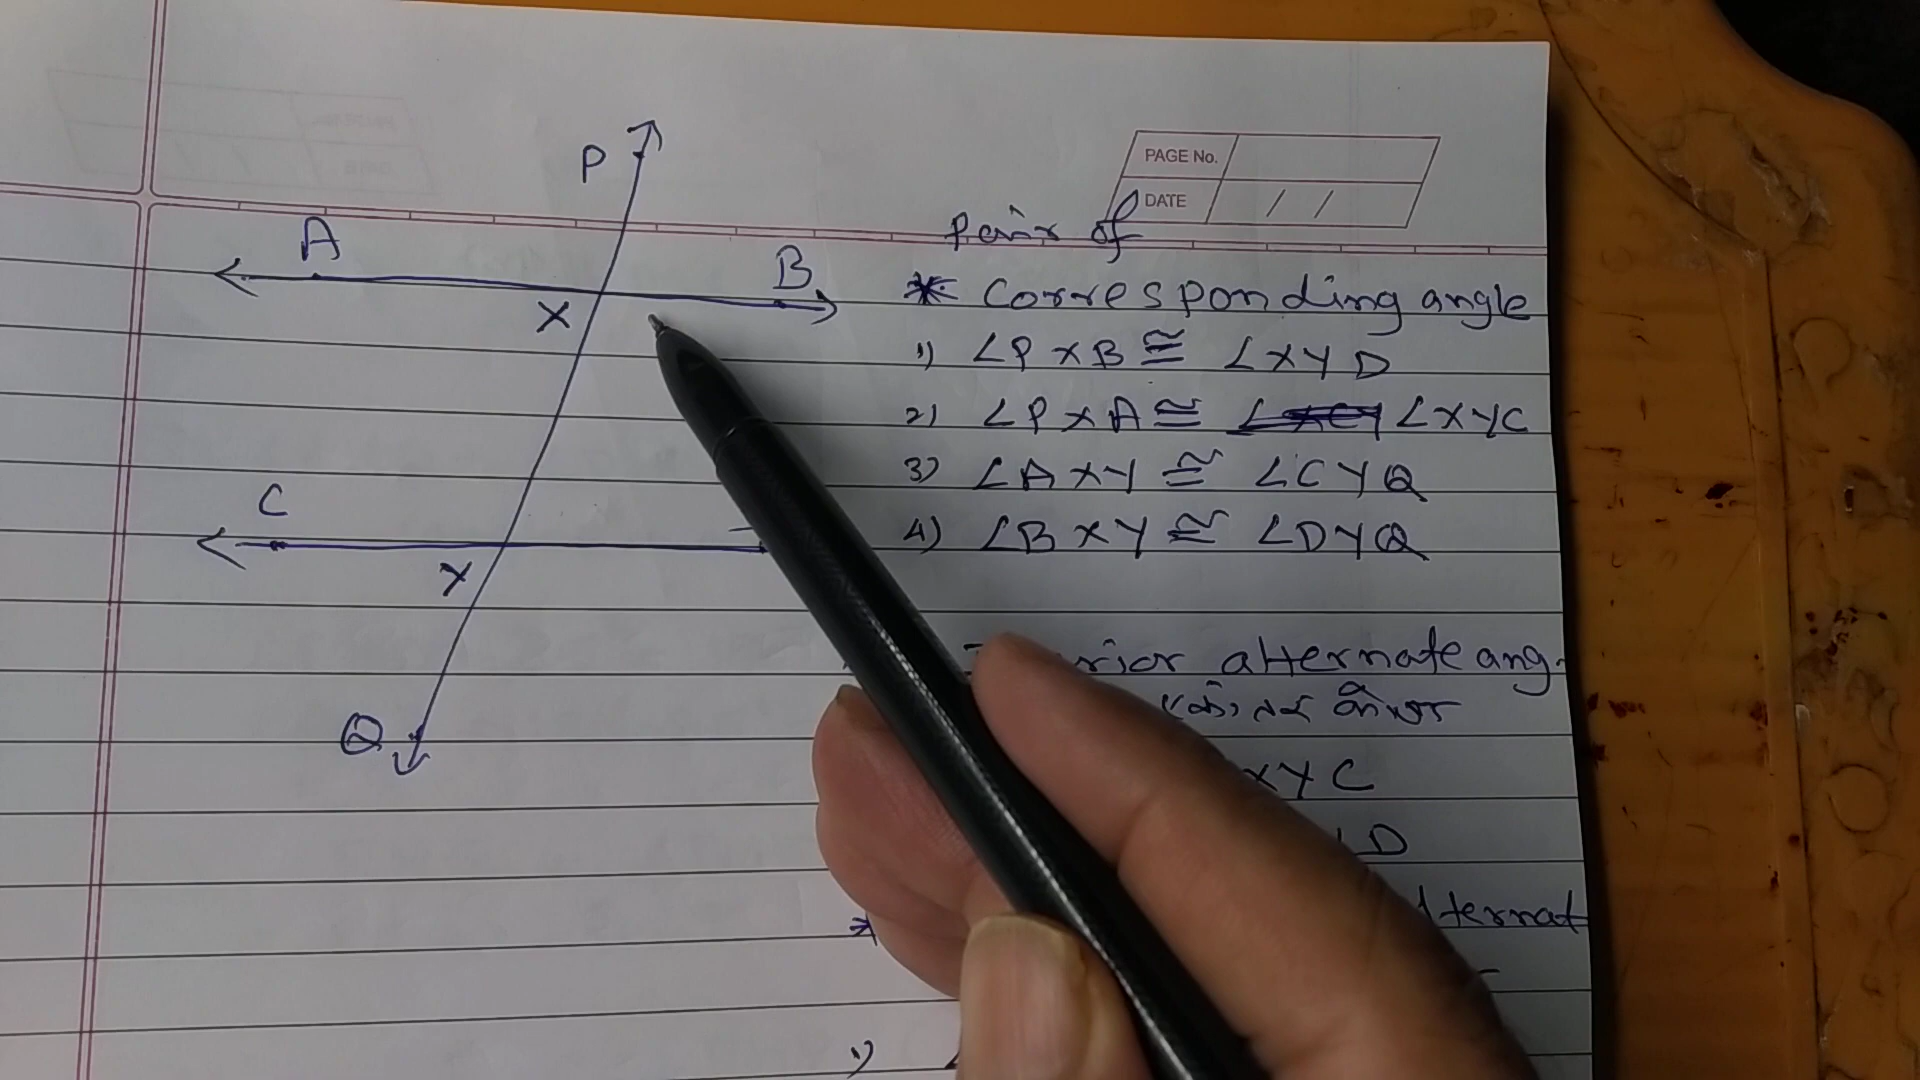 PAGE No.
DATE / /
P
A
B
X
C
Y
Q
Pair of
* Corresponding angle
1) ∠PXB ≅ ∠XYD
2) ∠PXA ≅ ∠XYC
3) ∠AXY ≅ ∠CYQ
4) ∠BXY ≅ ∠DYQ
alternate ang.
XYC
D
1)